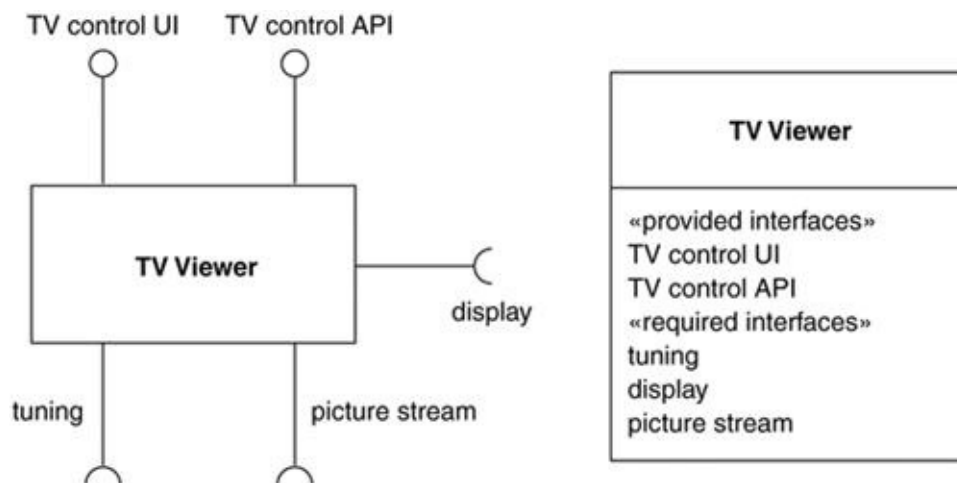 TV control UI
TV control API
TV Viewer
display
tuning
picture stream
TV Viewer
«provided interfaces»
TV control UI
TV control API
«required interfaces»
tuning
display
picture stream